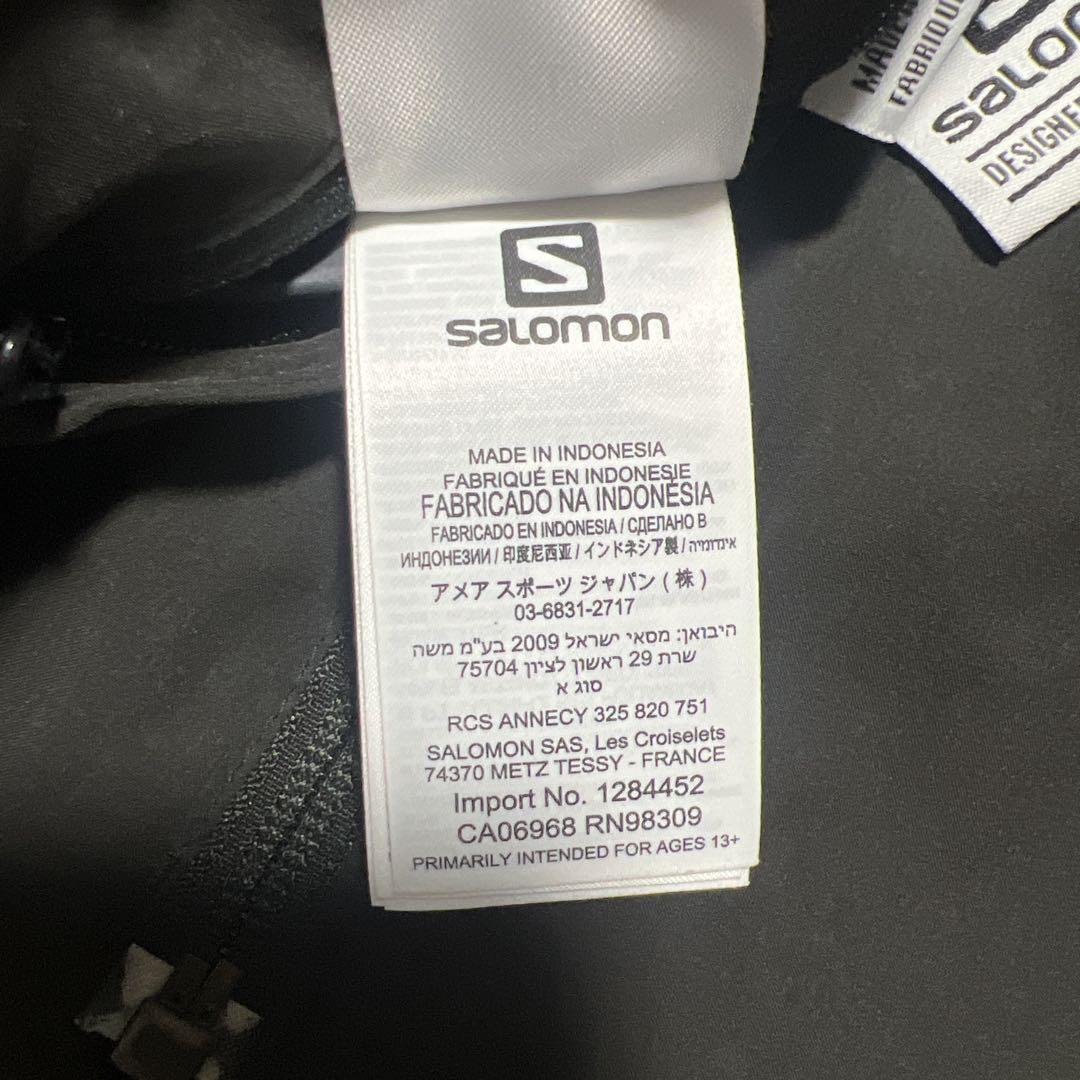 MADE
FABRIQUÉ
SALO
DESIGNE
S
SALOMON
MADE IN INDONESIA
FABRIQUÉ EN INDONESIE
FABRICADO NA INDONÉSIA
FABRICADO EN INDONESIA / СДЕЛАНО В
ИНДОНЕЗИИ / 印度尼西亚 / インドネシア製 / אינדונזיה
アメア スポーツ ジャパン ( 株 )
03-6831-2717
היבואן: מסאי ישראל 2009 בע"מ משה
שרת 29 ראשון לציון 75704
סוג א
RCS ANNECY 325 820 751
SALOMON SAS, Les Croiselets
74370 METZ TESSY - FRANCE
Import No. 1284452
CA06968 RN98309
PRIMARILY INTENDED FOR AGES 13+